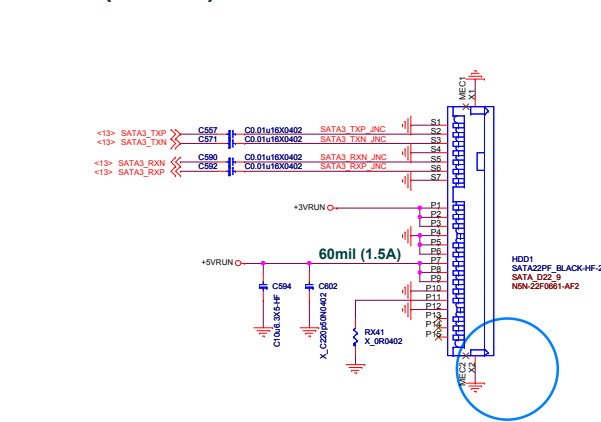 MEC1
X1
<13> SATA3_TXP C557 C0.01u16X0402 SATA3_TXP_JNC
<13> SATA3_TXN C571 C0.01u16X0402 SATA3_TXN_JNC
<13> SATA3_RXN C590 C0.01u16X0402 SATA3_RXN_JNC
<13> SATA3_RXP C592 C0.01u16X0402 SATA3_RXP_JNC
S1
S2
S3
S4
S5
S6
S7
+3VRUN
P1
P2
P3
P4
P5
P6
+5VRUN
60mil (1.5A)
P7
P8
P9
P10
P11
P12
P13
P14
P15
HDD1
SATA22PF_BLACK-HF-2
SATA_D22_9
N5N-22F0661-AF2
C594
C10u6.3X5-HF
C602
X_C220p50N0402
RX41
X_0R0402
MEC2
X2